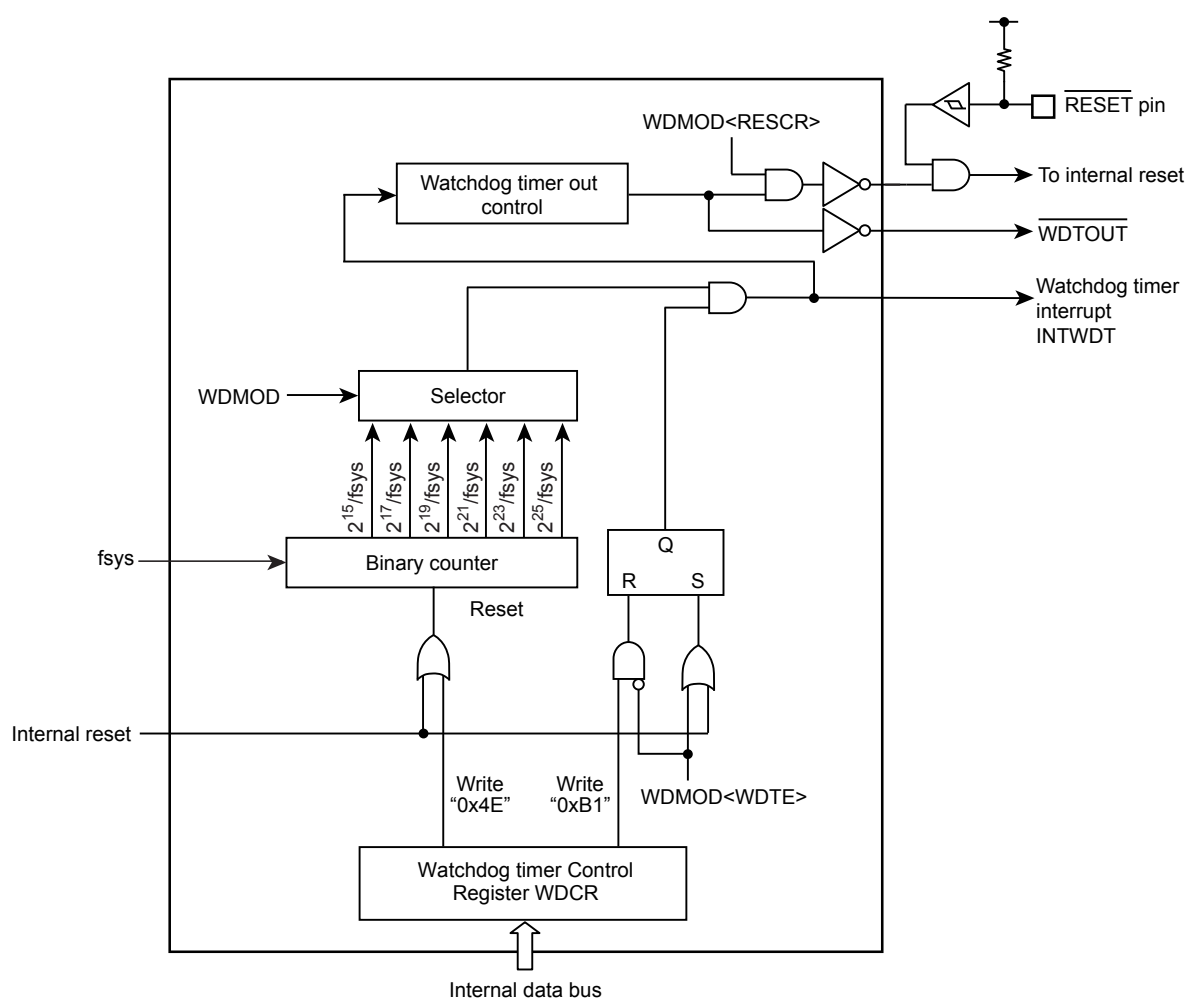 RESET pin
WDMOD<RESCR>
Watchdog timer out
control
To internal reset
WDTOUT
Watchdog timer
interrupt
INTWDT
WDMOD
Selector
2^15/fsys
2^17/fsys
2^19/fsys
2^21/fsys
2^23/fsys
2^25/fsys
fsys
Binary counter
Q
R S
Reset
Internal reset
Write
“0x4E”
Write
“0xB1”
WDMOD<WDTE>
Watchdog timer Control
Register WDCR
Internal data bus